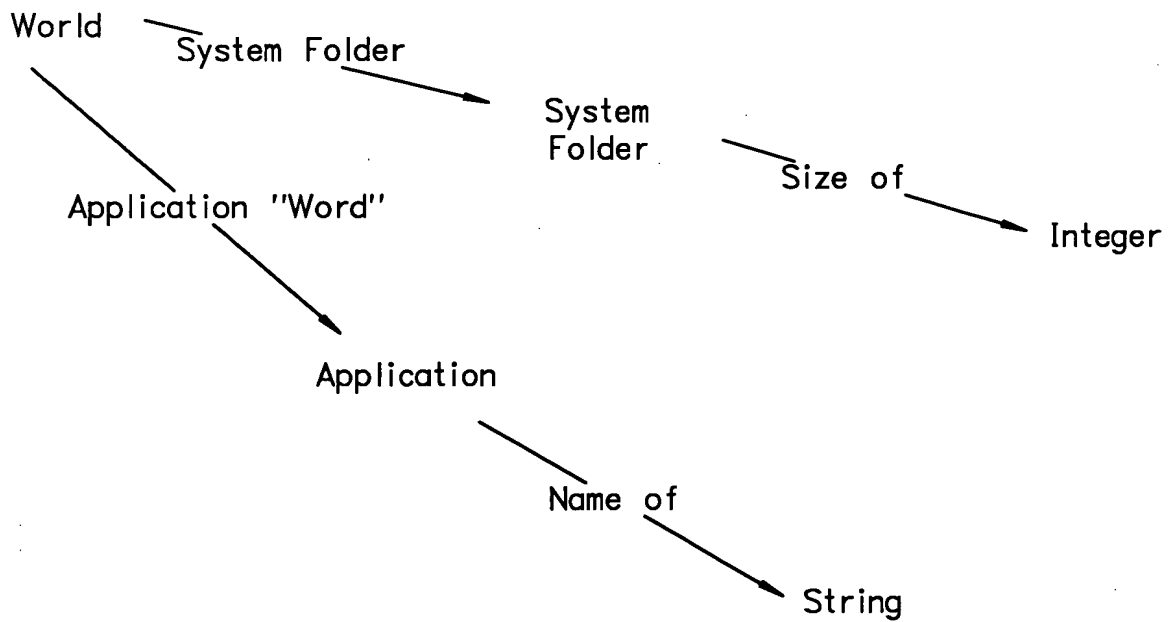 World
System Folder
System
Folder
Size of
Integer
Application "Word"
Application
Name of
String